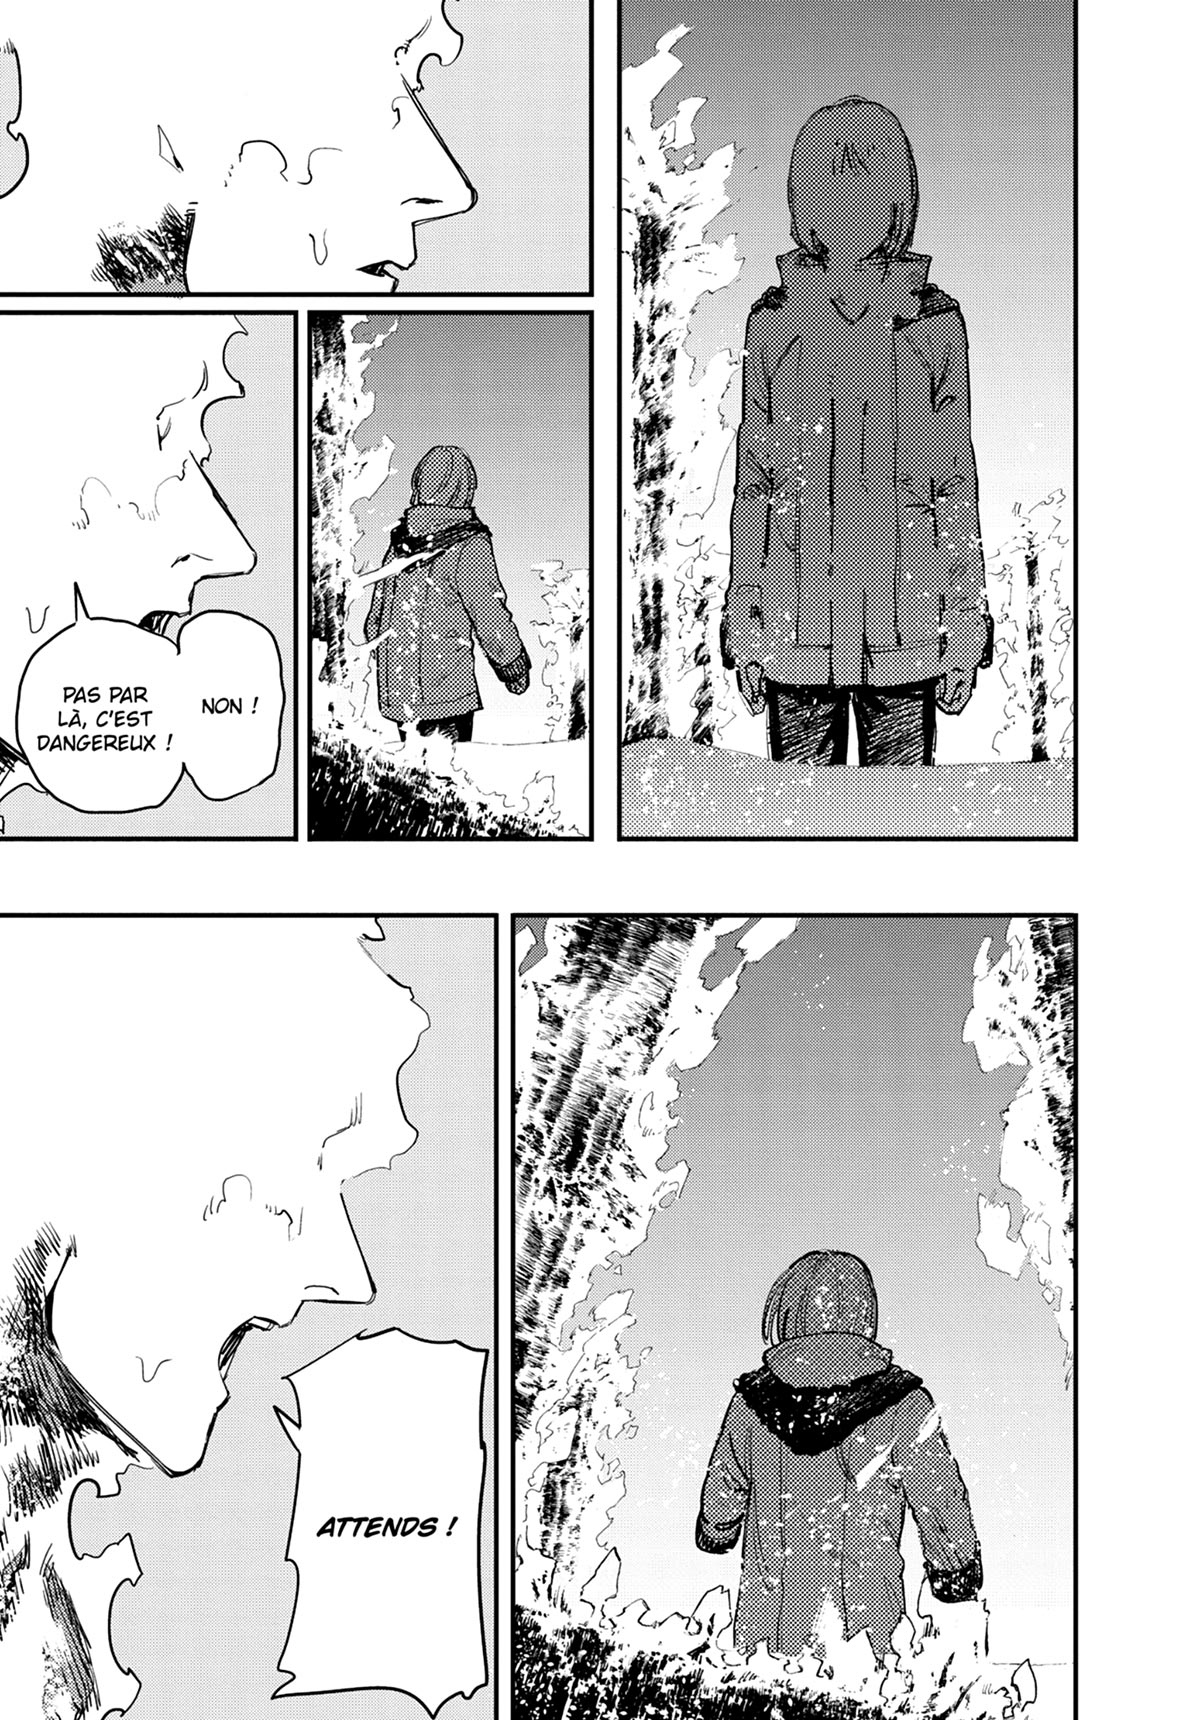 NON !
PAS PAR
LÀ, C'EST
DANGEREUX !
ATTENDS !